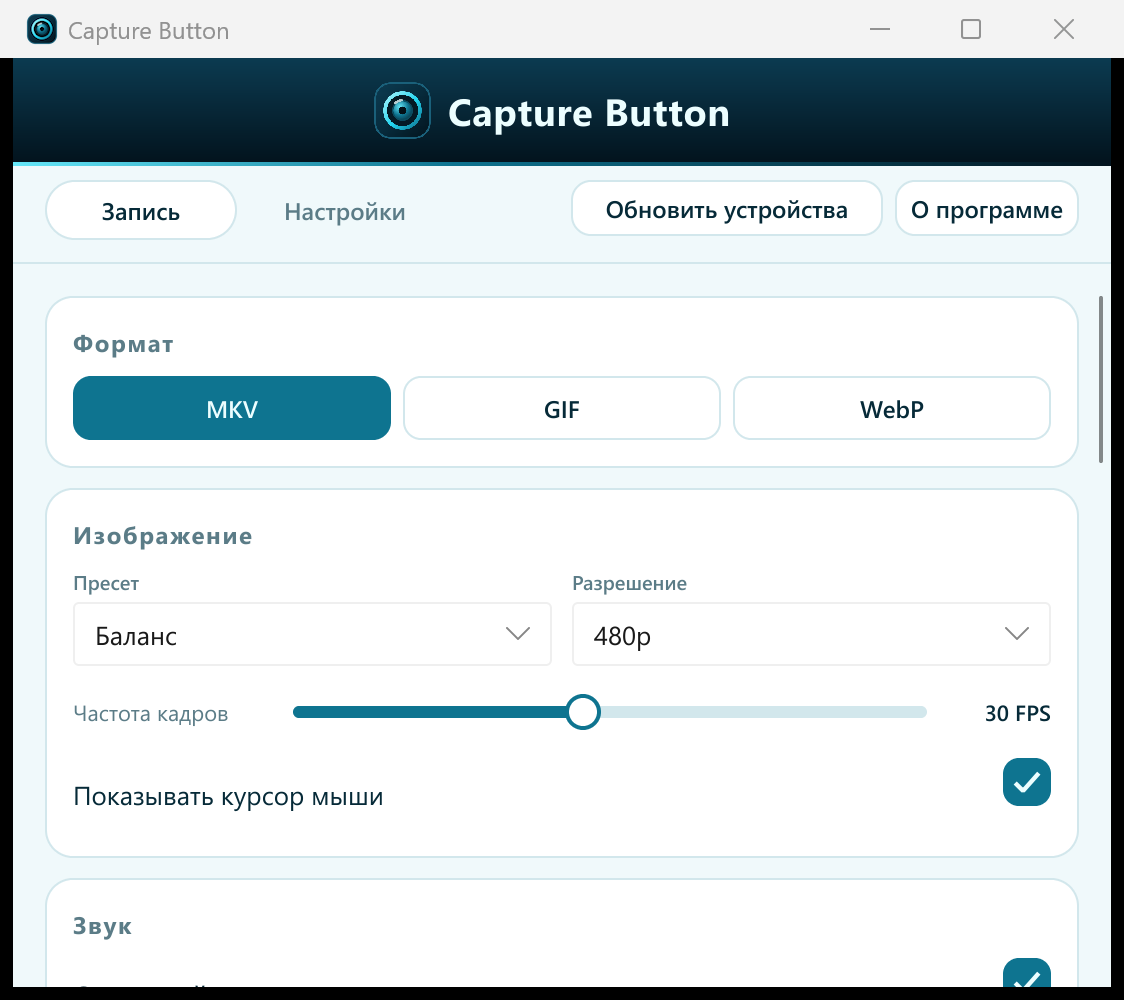 Capture Button
Capture Button
Запись
Настройки
Обновить устройства
О программе
Формат
MKV
GIF
WebP
Изображение
Пресет
Разрешение
Баланс
480p
Частота кадров
30 FPS
Показывать курсор мыши
Звук